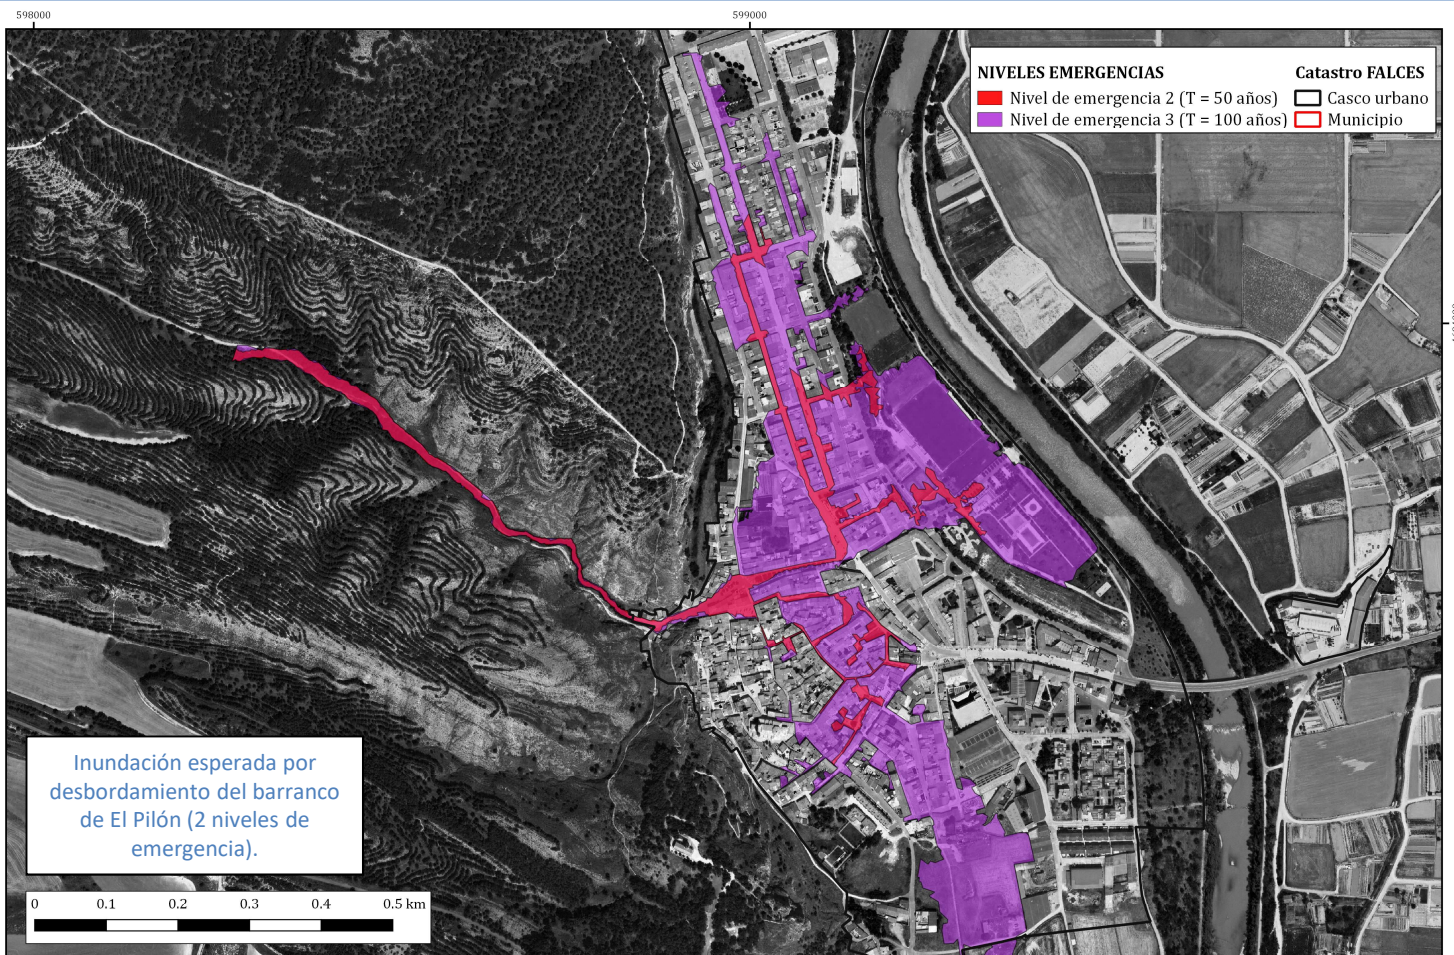 598000
599000
NIVELES EMERGENCIAS
Nivel de emergencia 2 (T = 50 años)
Nivel de emergencia 3 (T = 100 años)
Catastro FALCES
Casco urbano
Municipio
Inundación esperada por
desbordamiento del barranco
de El Pilón (2 niveles de
emergencia).
0 0.1 0.2 0.3 0.4 0.5 km